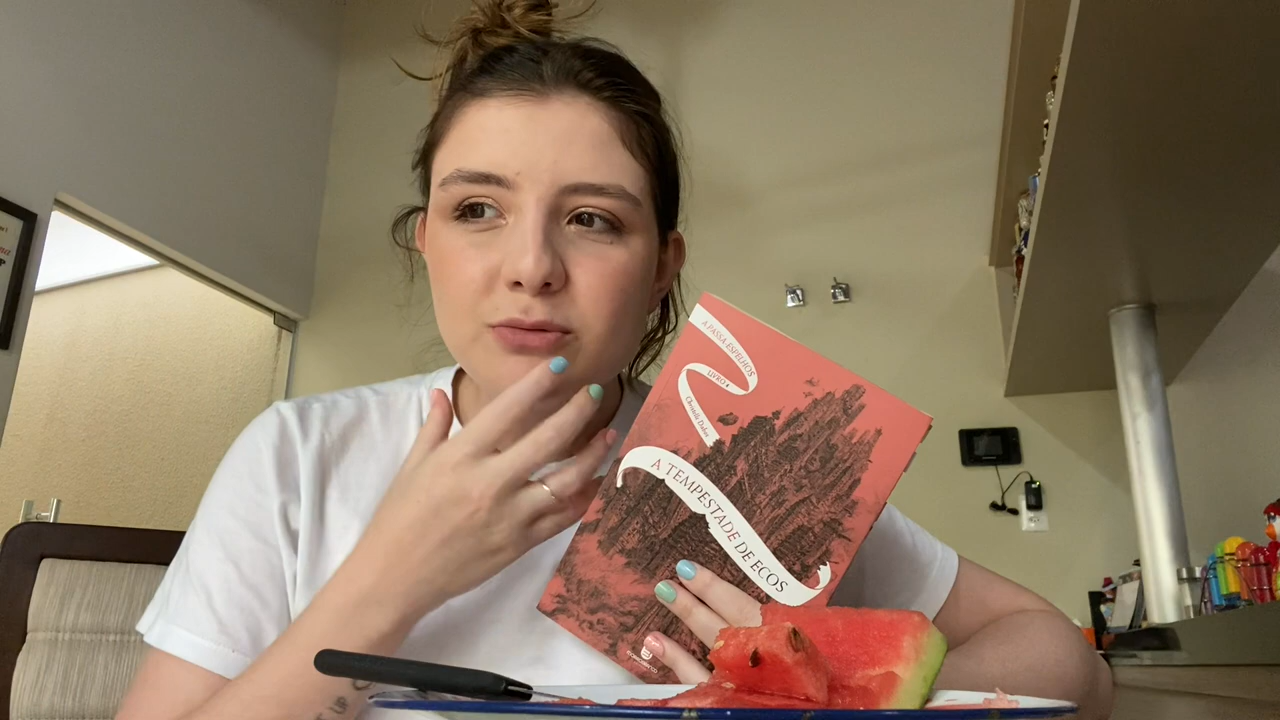 A PASSA-ESPELHOS
LIVRO 4
Christelle Dabos
A TEMPESTADE DE ECOS